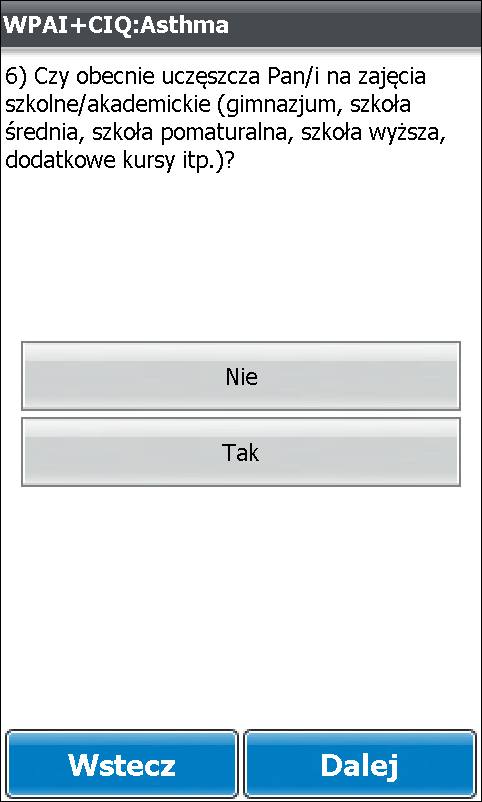 WPAI+CIQ:Asthma
6) Czy obecnie uczęszcza Pan/i na zajęcia
szkolne/akademickie (gimnazjum, szkoła
średnia, szkoła pomaturalna, szkoła wyższa,
dodatkowe kursy itp.)?
Nie
Tak
Wstecz
Dalej